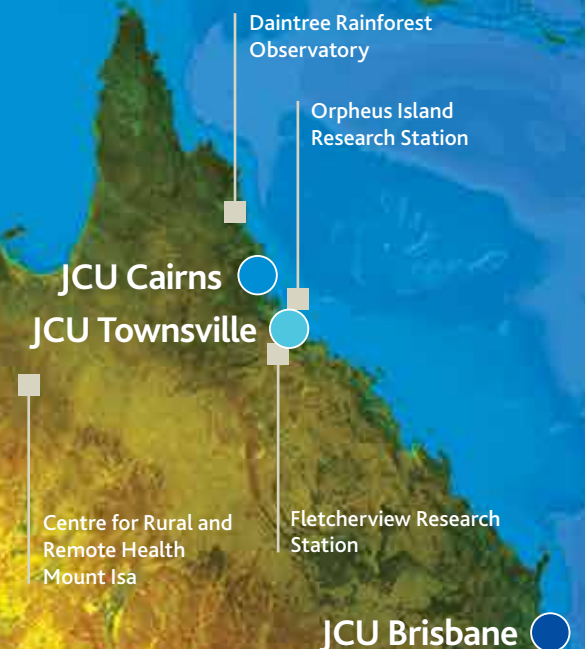 Daintree Rainforest
Observatory
Orpheus Island
Research Station
JCU Cairns
JCU Townsville
Centre for Rural and
Remote Health
Mount Isa
Fletcherview Research
Station
JCU Brisbane